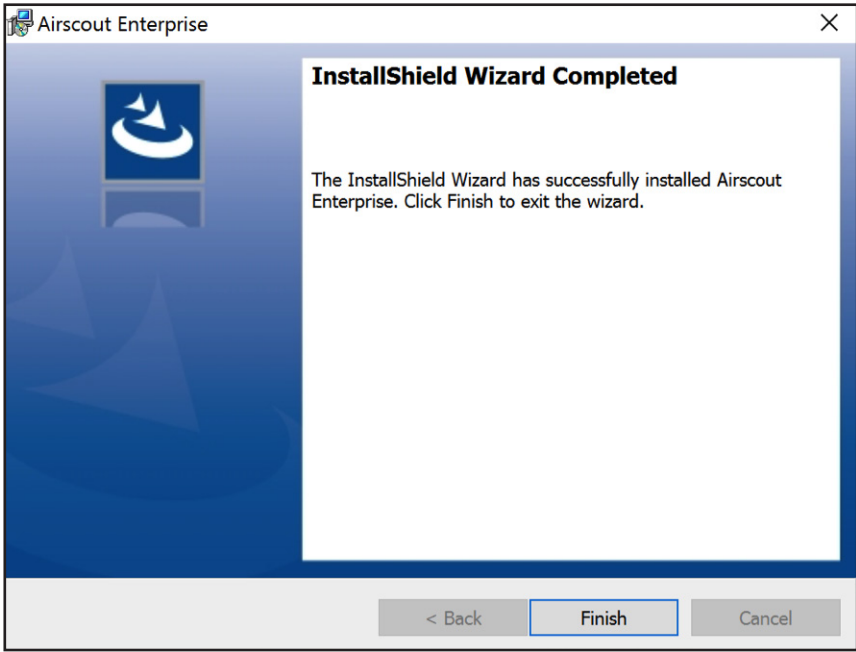 Airscout Enterprise
InstallShield Wizard Completed
The InstallShield Wizard has successfully installed Airscout
Enterprise. Click Finish to exit the wizard.
< Back
Finish
Cancel